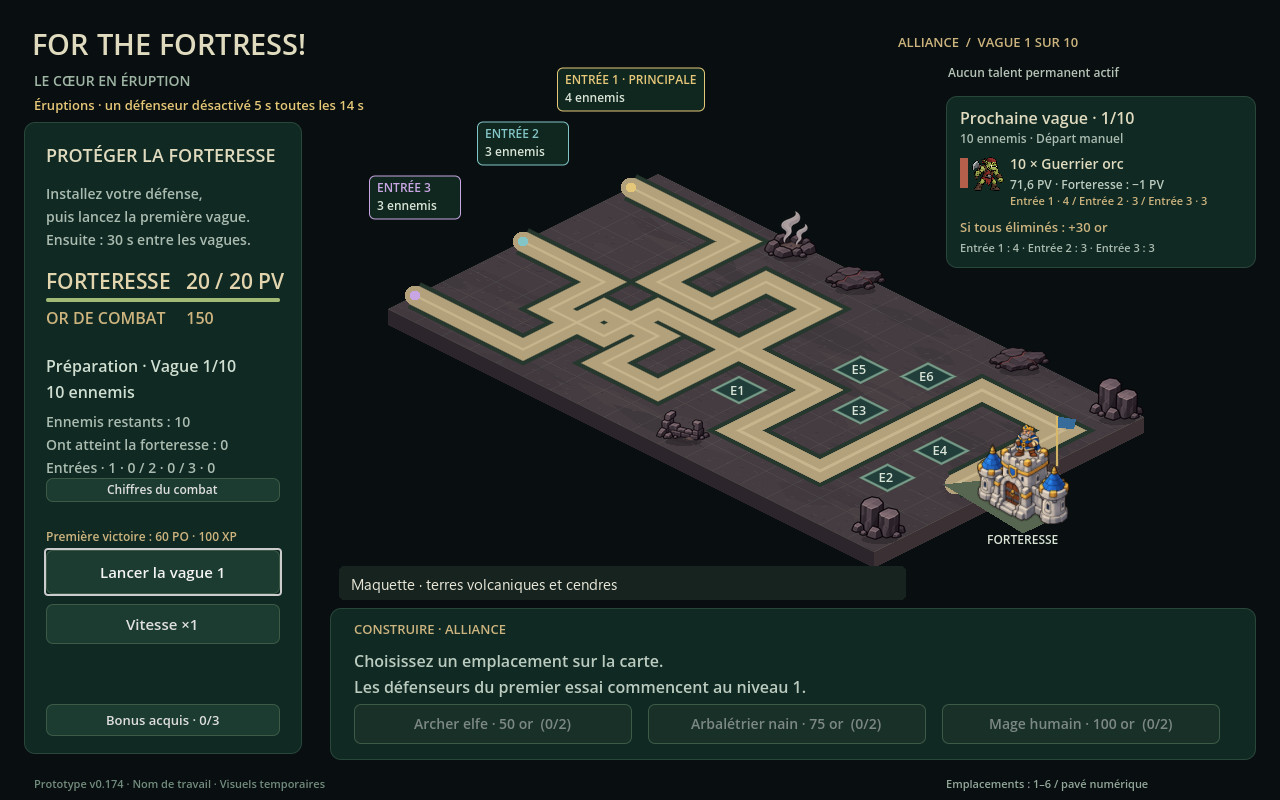 FOR THE FORTRESS!
LE CŒUR EN ÉRUPTION
Éruptions · un défenseur désactivé 5 s toutes les 14 s
ALLIANCE / VAGUE 1 SUR 10
Aucun talent permanent actif
PROTÉGER LA FORTERESSE
Installez votre défense,
puis lancez la première vague.
Ensuite : 30 s entre les vagues.
FORTERESSE 20 / 20 PV
OR DE COMBAT 150
Préparation · Vague 1/10
10 ennemis
Ennemis restants : 10
Ont atteint la forteresse : 0
Entrées · 1 · 0 / 2 · 0 / 3 · 0
Chiffres du combat
Première victoire : 60 PO · 100 XP
Lancer la vague 1
Vitesse ×1
Bonus acquis · 0/3
ENTRÉE 1 · PRINCIPALE
4 ennemis
ENTRÉE 2
3 ennemis
ENTRÉE 3
3 ennemis
Prochaine vague · 1/10
10 ennemis · Départ manuel
10 × Guerrier orc
71,6 PV · Forteresse : −1 PV
Entrée 1 · 4 / Entrée 2 · 3 / Entrée 3 · 3
Si tous éliminés : +30 or
Entrée 1 : 4 · Entrée 2 : 3 · Entrée 3 : 3
E5
E6
E1
E3
E4
E2
FORTERESSE
Maquette · terres volcaniques et cendres
CONSTRUIRE · ALLIANCE
Choisissez un emplacement sur la carte.
Les défenseurs du premier essai commencent au niveau 1.
Archer elfe · 50 or (0/2)
Arbalétrier nain · 75 or (0/2)
Mage humain · 100 or (0/2)
Prototype v0.174 · Nom de travail · Visuels temporaires
Emplacements : 1–6 / pavé numérique